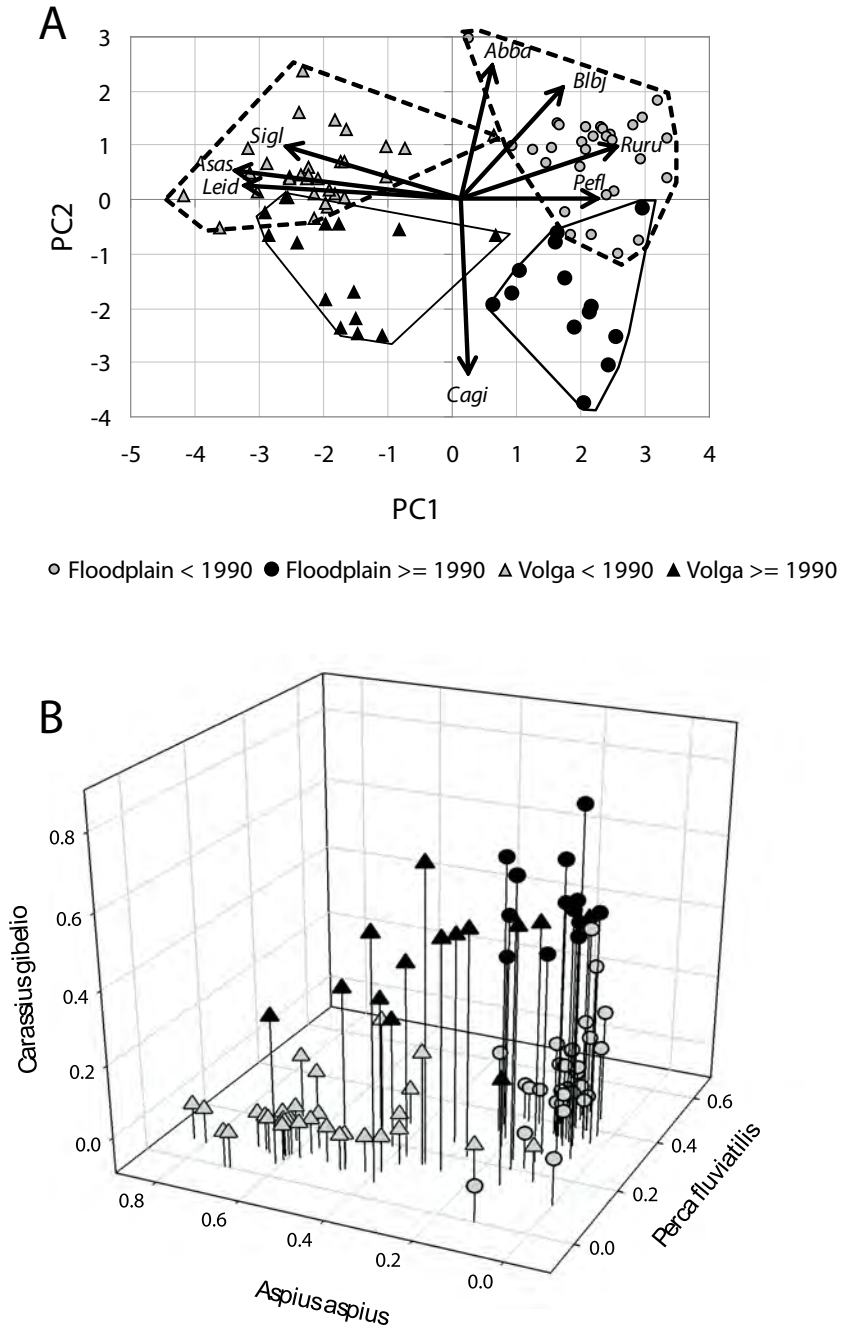 A
3
2
1
0
-1
-2
-3
-4
PC2
Abba
Blbj
Sigl
Ruru
Asas
Leid
Pefl
Cagi
-5 -4 -3 -2 -1 0 1 2 3 4
PC1
Floodplain < 1990 Floodplain >= 1990 Volga < 1990 Volga >= 1990
B
0.8
0.6
0.4
0.2
0.0
Carassius gibelio
0.8
0.6
0.4
0.2
0.0
Aspius aspius
0.6
0.4
0.2
0.0
Perca fluviatilis